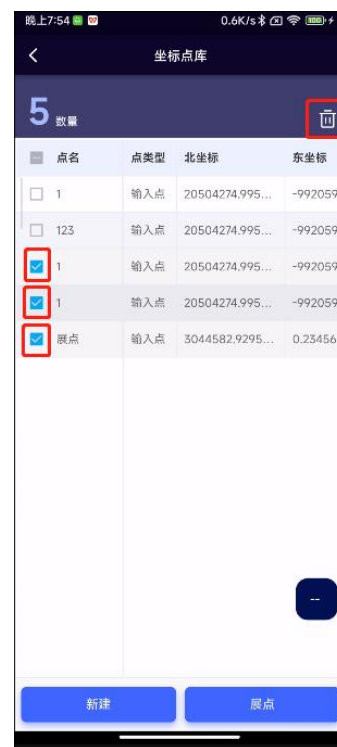 晚上7:54 0.6K/s 100
坐标点库
5 数量
点名 点类型 北坐标 东坐标
1 输入点 20504274.995... -992059
123 输入点 20504274.995... -992059
1 输入点 20504274.995... -992059
1 输入点 20504274.995... -992059
展点 输入点 3044582.9295... 0.23456
--
新建 展点